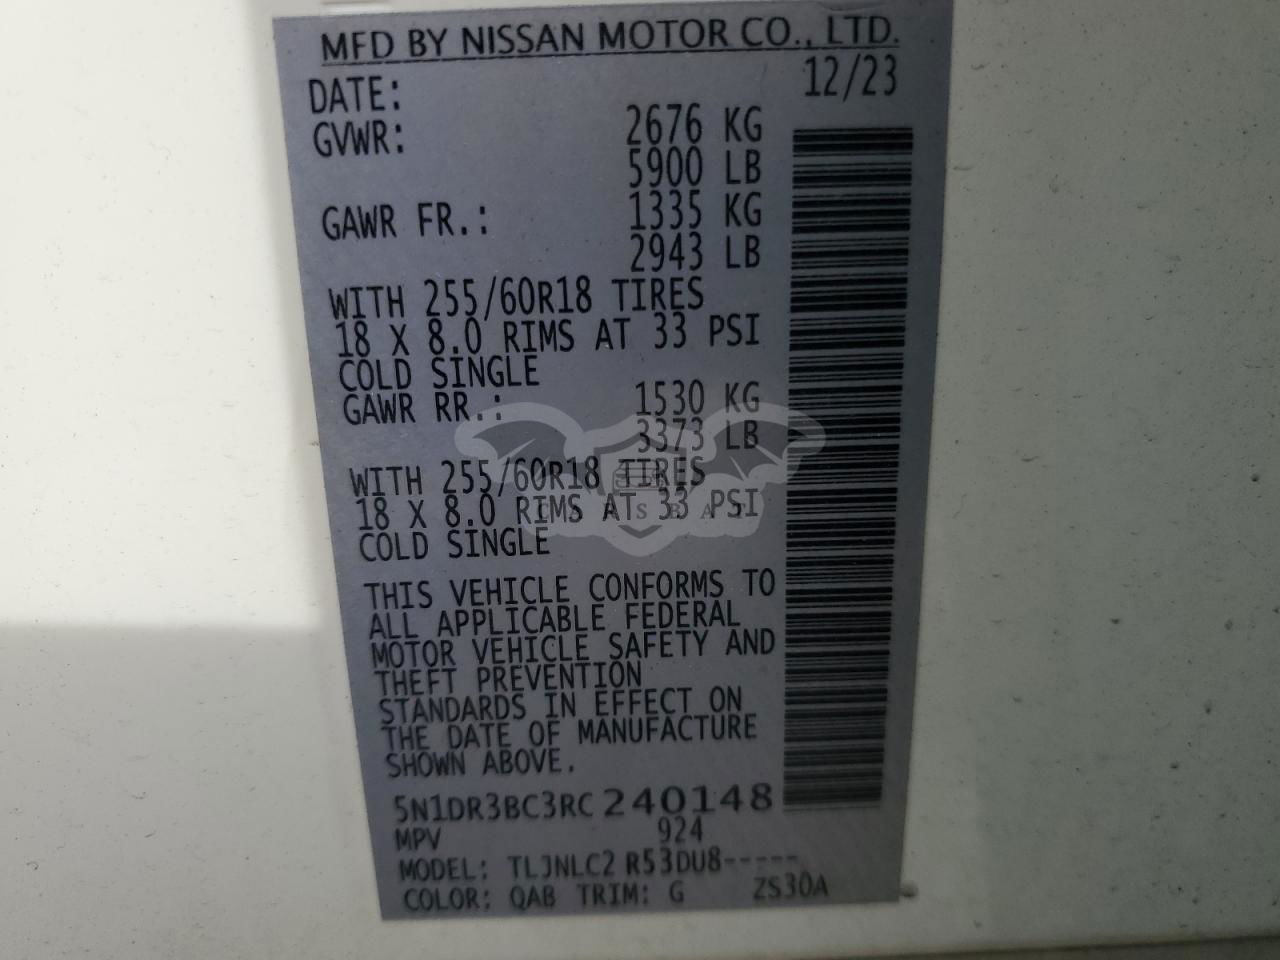 MFD BY NISSAN MOTOR CO., LTD.
DATE: 12/23
GVWR: 2676 KG
5900 LB
GAWR FR.: 1335 KG
2943 LB
WITH 255/60R18 TIRES
18 X 8.0 RIMS AT 33 PSI
COLD SINGLE
GAWR RR.: 1530 KG
3373 LB
WITH 255/60R18 TIRES
18 X 8.0 RIMS AT 33 PSI
COLD SINGLE
CARSBAT
THIS VEHICLE CONFORMS TO
ALL APPLICABLE FEDERAL
MOTOR VEHICLE SAFETY AND
THEFT PREVENTION
STANDARDS IN EFFECT ON
THE DATE OF MANUFACTURE
SHOWN ABOVE.
5N1DR3BC3RC240148
MPV 924
MODEL: TLJNLC2 R53DU8-----
COLOR: QAB TRIM: G ZS30A